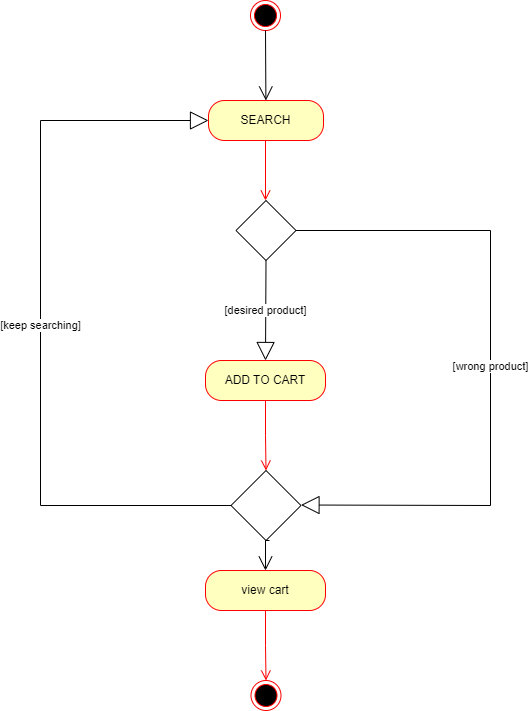 SEARCH
[desired product]
[keep searching]
[wrong product]
ADD TO CART
view cart